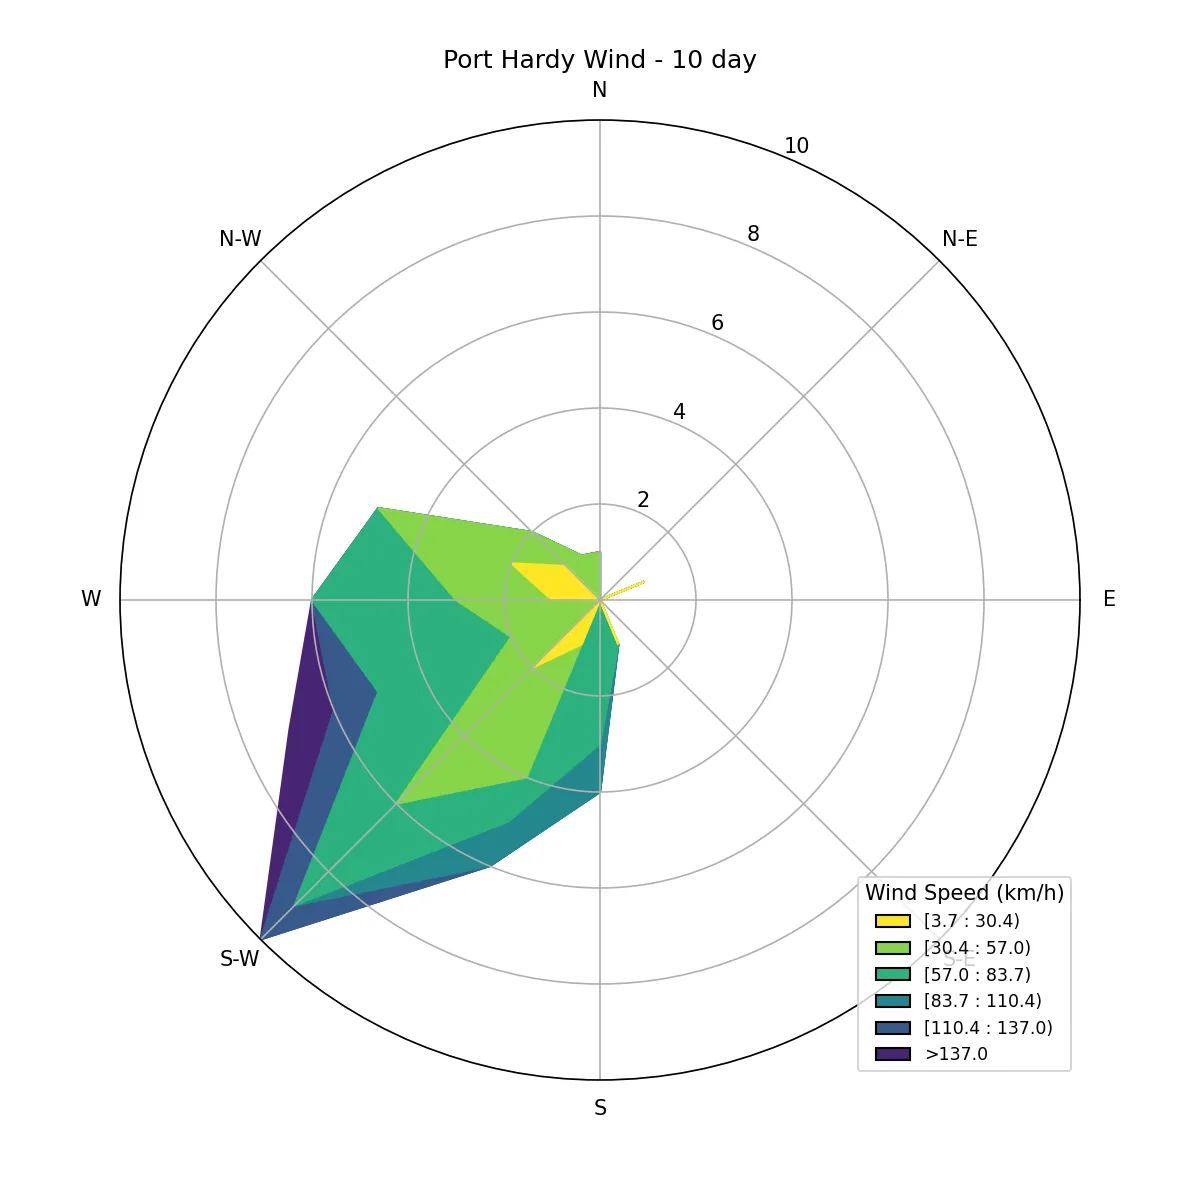 Port Hardy Wind - 10 day
N
10
N-W
8
N-E
6
4
2
W
E
Wind Speed (km/h)
[3.7 : 30.4)
[30.4 : 57.0)
S-W
S-E
[57.0 : 83.7)
[83.7 : 110.4)
[110.4 : 137.0)
>137.0
S